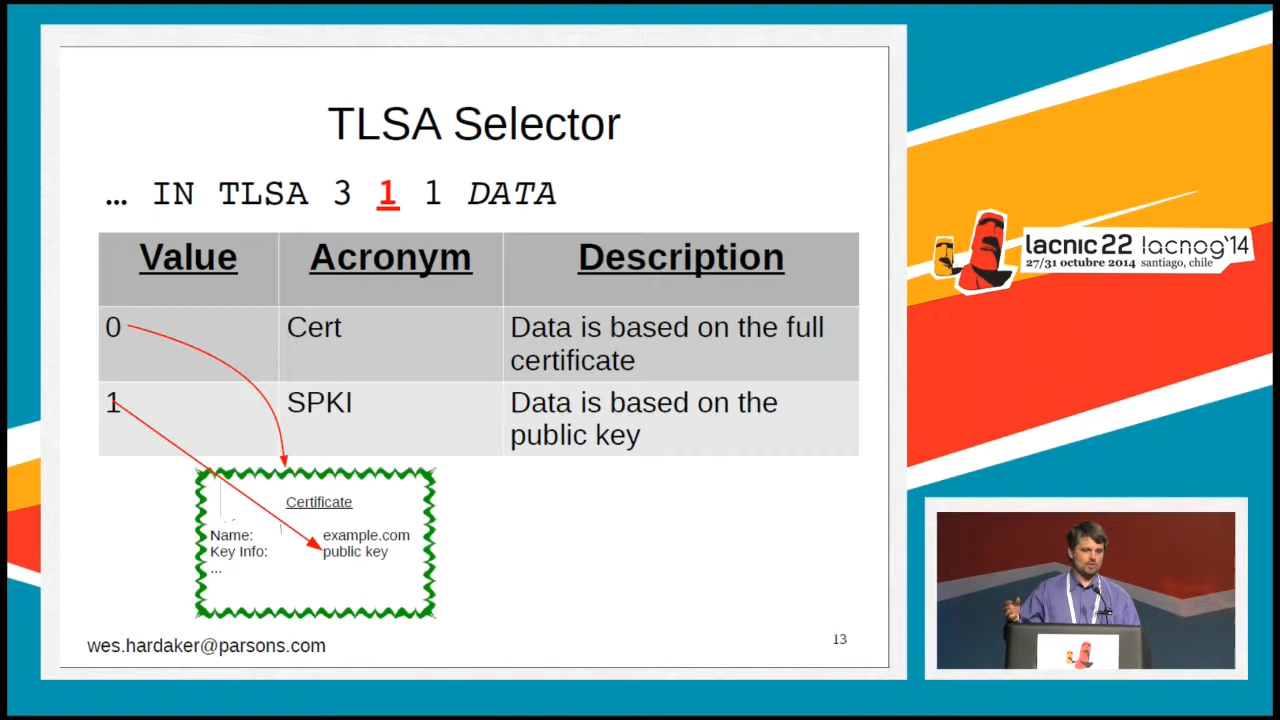 TLSA Selector
… IN TLSA 3 1 1 DATA
Value Acronym Description
0 Cert Data is based on the full
certificate
1 SPKI Data is based on the
public key
Certificate
Name: example.com
Key Info: public key
...
wes.hardaker@parsons.com
13
lacnic 22 lacnog'14
27/31 octubre 2014 santiago, chile